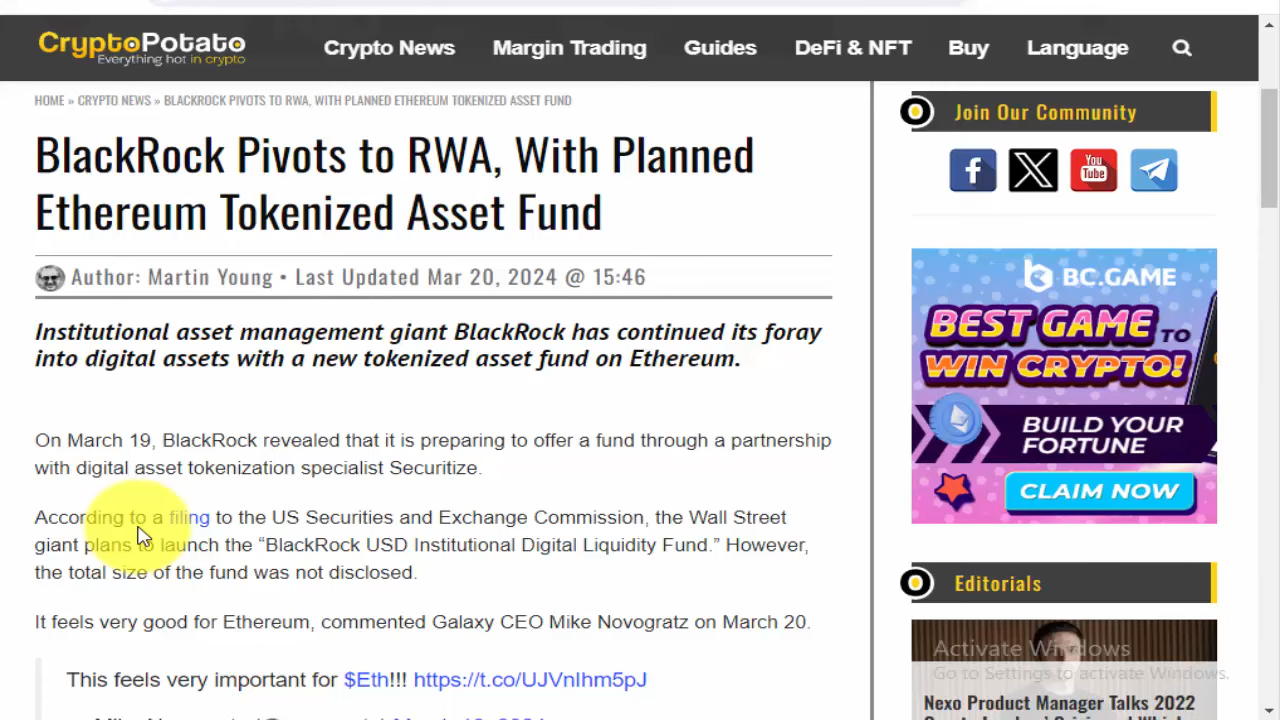 CryptoPotato
Everything hot in crypto
Crypto News
Margin Trading
Guides
DeFi & NFT
Buy
Language
HOME » CRYPTO NEWS » BLACKROCK PIVOTS TO RWA, WITH PLANNED ETHEREUM TOKENIZED ASSET FUND
BlackRock Pivots to RWA, With Planned
Ethereum Tokenized Asset Fund
Author: Martin Young • Last Updated Mar 20, 2024 @ 15:46
Institutional asset management giant BlackRock has continued its foray
into digital assets with a new tokenized asset fund on Ethereum.
On March 19, BlackRock revealed that it is preparing to offer a fund through a partnership
with digital asset tokenization specialist Securitize.
According to a filing to the US Securities and Exchange Commission, the Wall Street
giant plans to launch the “BlackRock USD Institutional Digital Liquidity Fund.” However,
the total size of the fund was not disclosed.
It feels very good for Ethereum, commented Galaxy CEO Mike Novogratz on March 20.
This feels very important for $Eth!!! https://t.co/UJVnIhm5pJ
Join Our Community
You
Tube
BC.GAME
BEST GAME TO
WIN CRYPTO!
BUILD YOUR
FORTUNE
CLAIM NOW
Editorials
Activate Windows
Go to Settings to activate Windows.
Nexo Product Manager Talks 2022